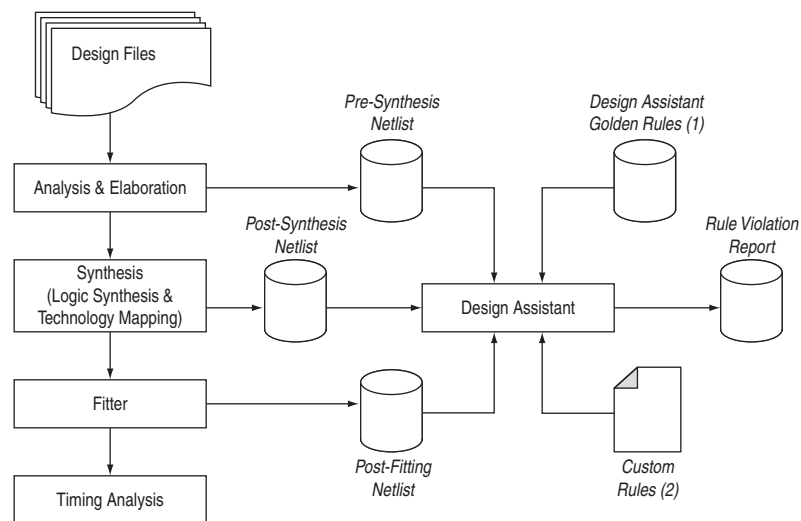 Design Files
Pre-Synthesis
Netlist
Design Assistant
Golden Rules (1)
Analysis & Elaboration
Post-Synthesis
Netlist
Rule Violation
Report
Synthesis
(Logic Synthesis &
Technology Mapping)
Design Assistant
Fitter
Post-Fitting
Netlist
Custom
Rules (2)
Timing Analysis